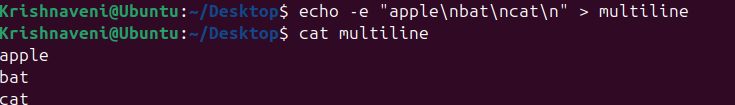 Krishnaveni@Ubuntu:~/Desktop$ echo -e "apple\nbat\ncat\n" > multiline
Krishnaveni@Ubuntu:~/Desktop$ cat multiline
apple
bat
cat